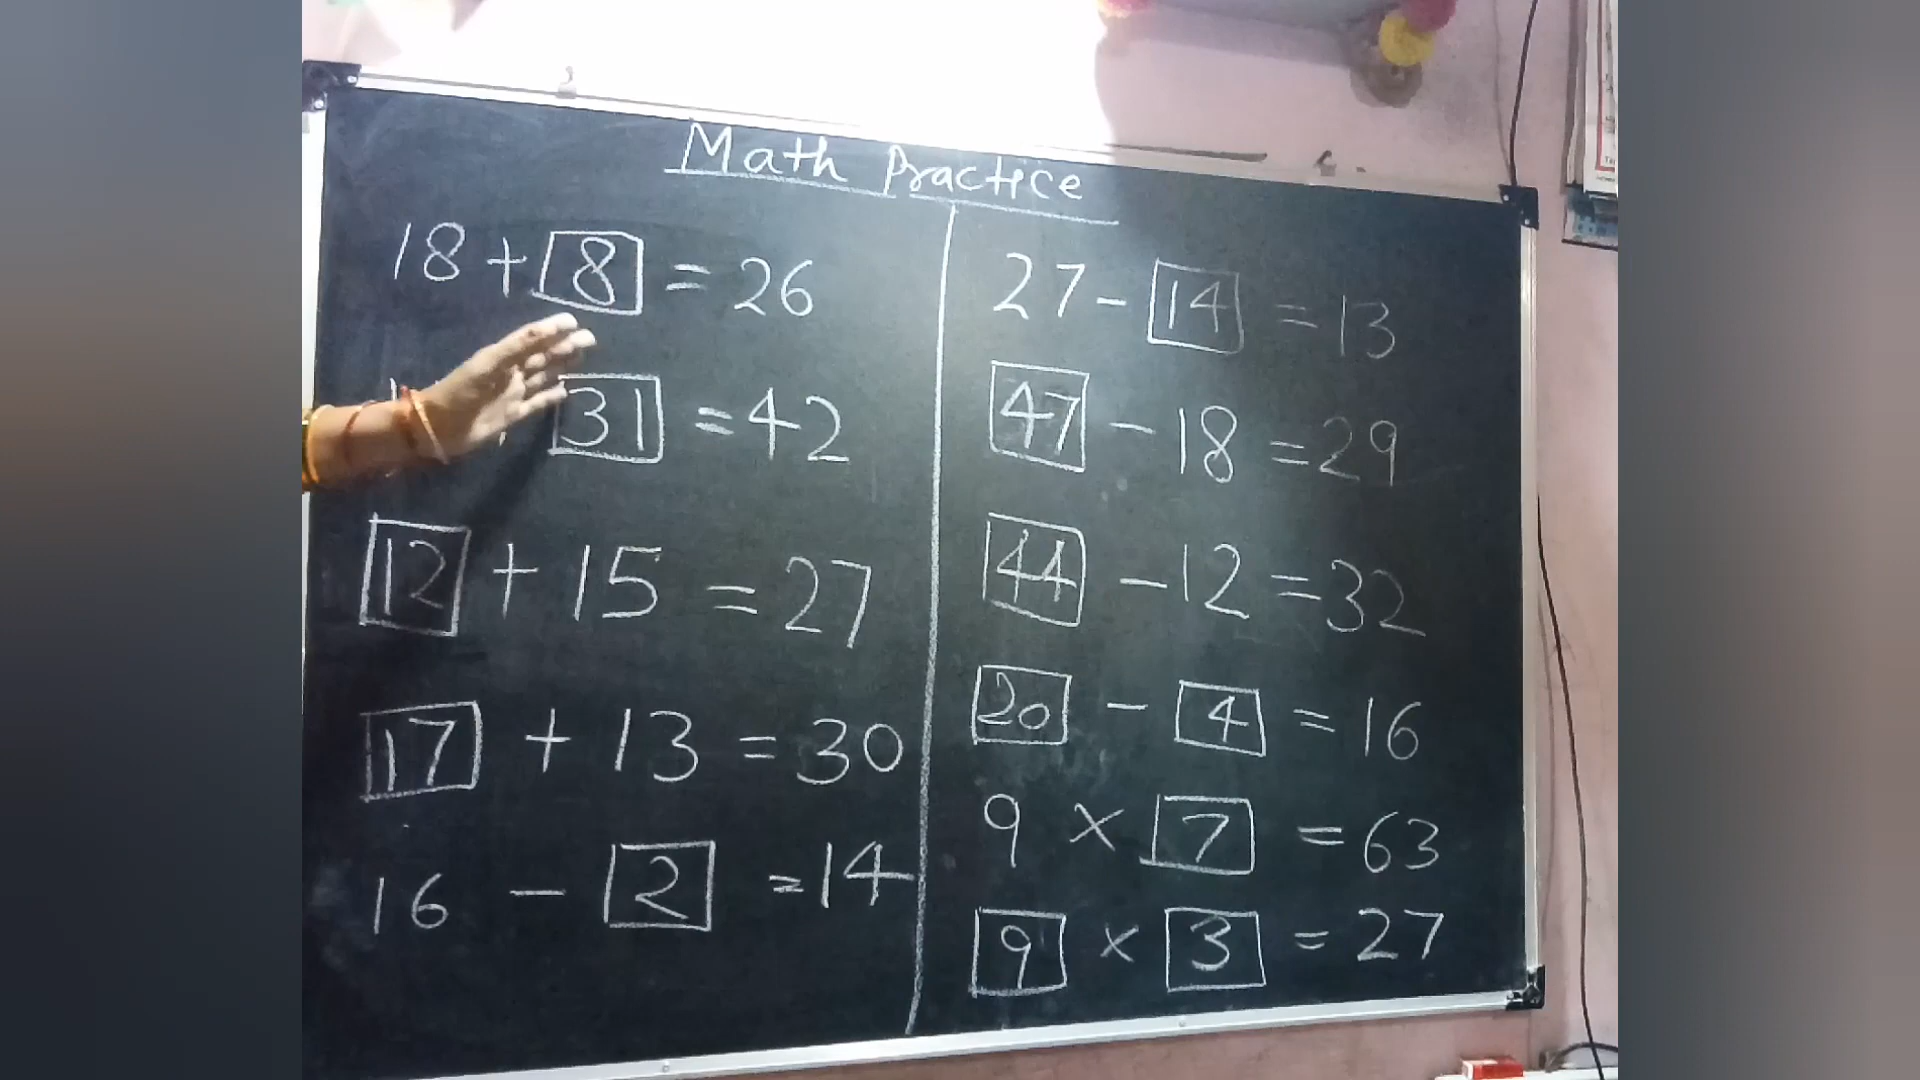 Math Practice
18 + 8 = 26
31 = 42
12 + 15 = 27
17 + 13 = 30
16 - 2 = 14
27 - 14 = 13
47 - 18 = 29
44 - 12 = 32
20 - 4 = 16
9 × 7 = 63
9 × 3 = 27